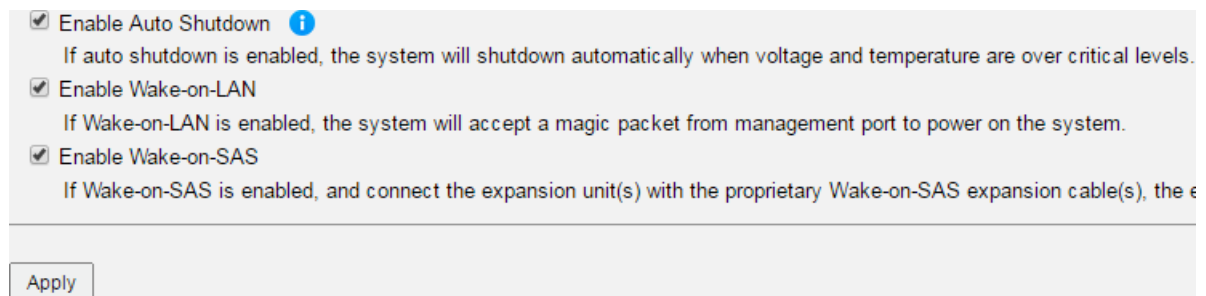 Enable Auto Shutdown
If auto shutdown is enabled, the system will shutdown automatically when voltage and temperature are over critical levels.
Enable Wake-on-LAN
If Wake-on-LAN is enabled, the system will accept a magic packet from management port to power on the system.
Enable Wake-on-SAS
If Wake-on-SAS is enabled, and connect the expansion unit(s) with the proprietary Wake-on-SAS expansion cable(s), the
Apply